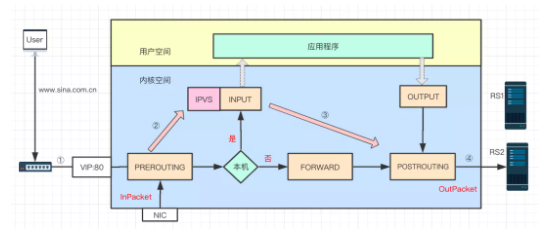 User
用户空间
应用程序
www.sina.com.cn
内核空间
IPVS
INPUT
OUTPUT
RS1
②
③
是
①
VIP:80
PREROUTING
本机
否
FORWARD
POSTROUTING
④
RS2
InPacket
OutPacket
NIC